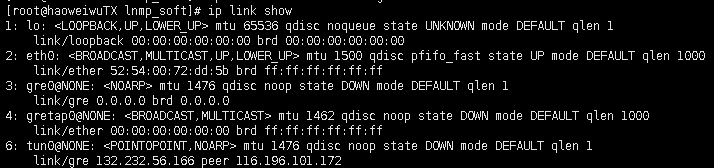 [root@haoweiwuTX lnmp_soft]# ip link show
1: lo: <LOOPBACK,UP,LOWER_UP> mtu 65536 qdisc noqueue state UNKNOWN mode DEFAULT qlen 1
    link/loopback 00:00:00:00:00:00 brd 00:00:00:00:00:00
2: eth0: <BROADCAST,MULTICAST,UP,LOWER_UP> mtu 1500 qdisc pfifo_fast state UP mode DEFAULT qlen 1000
    link/ether 52:54:00:72:dd:5b brd ff:ff:ff:ff:ff:ff
3: gre0@NONE: <NOARP> mtu 1476 qdisc noop state DOWN mode DEFAULT qlen 1
    link/gre 0.0.0.0 brd 0.0.0.0
4: gretap0@NONE: <BROADCAST,MULTICAST> mtu 1462 qdisc noop state DOWN mode DEFAULT qlen 1000
    link/ether 00:00:00:00:00:00 brd ff:ff:ff:ff:ff:ff
6: tun0@NONE: <POINTOPOINT,NOARP> mtu 1476 qdisc noop state DOWN mode DEFAULT qlen 1
    link/gre 132.232.56.166 peer 116.196.101.172